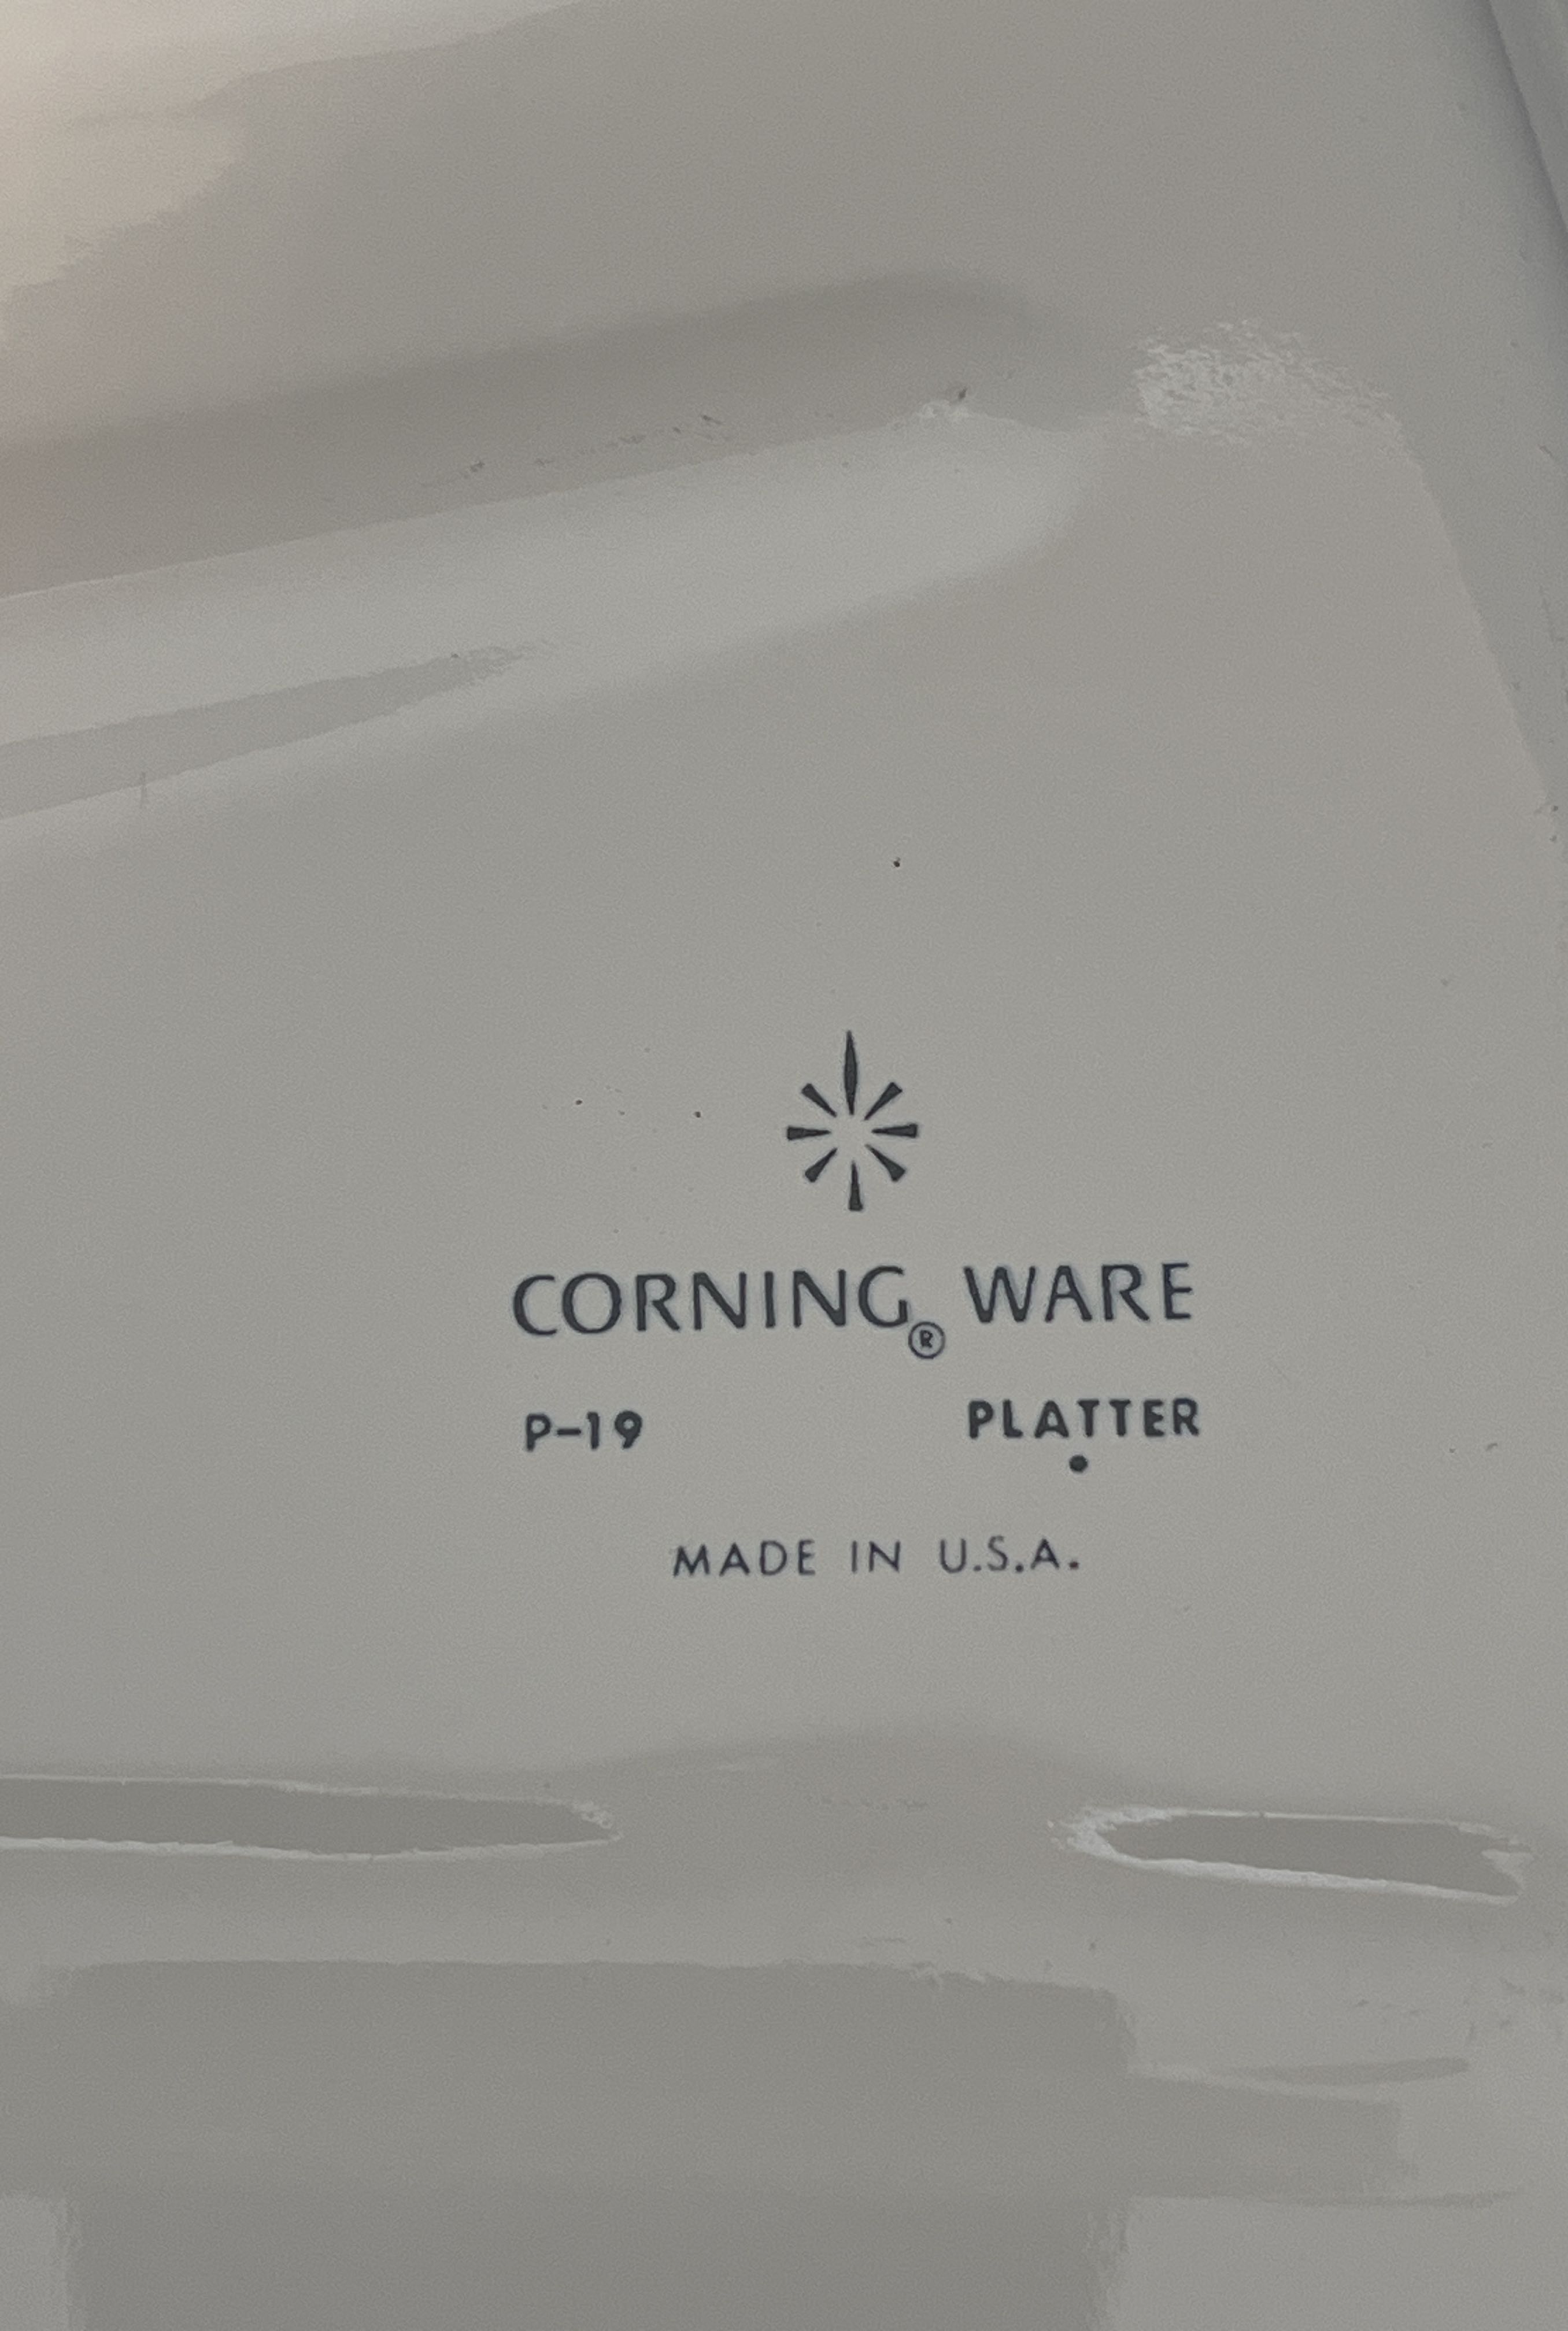 CORNING® WARE
P-19 PLATTER
MADE IN U.S.A.